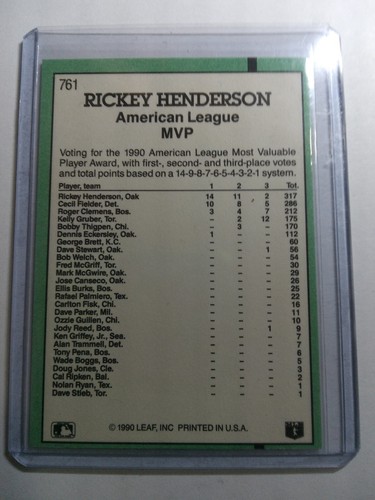 761
RICKEY HENDERSON
American League
MVP
Voting for the 1990 American League Most Valuable
Player Award, with first-, second- and third-place votes
and total points based on a 14-9-8-7-6-5-4-3-2-1 system.
Player, team 1 2 3 Tot.
Rickey Henderson, Oak 14 11 2 317
Cecil Fielder, Det. 10 8 5 286
Roger Clemens, Bos. 3 4 7 212
Kelly Gruber, Tor. – 2 12 175
Bobby Thigpen, Chi. – 3 – 170
Dennis Eckersley, Oak. 1 – – 112
George Brett, K.C. – – – 60
Dave Stewart, Oak. – – 1 56
Bob Welch, Oak. – – – 54
Fred McGriff, Tor. – – – 30
Mark McGwire, Oak. – – – 29
Jose Canseco, Oak. – – – 26
Ellis Burks, Bos. – – – 25
Rafael Palmiero, Tex. – – – 22
Carlton Fisk, Chi. – – – 16
Dave Parker, Mil. – – – 11
Ozzie Guillen, Chi. – – – 10
Jody Reed, Bos. – – 1 9
Ken Griffey, Jr., Sea. – – – 7
Alan Trammell, Det. – – – 7
Tony Pena, Bos. – – – 6
Wade Boggs, Bos. – – – 5
Doug Jones, Cle. – – – 3
Cal Ripken, Bal. – – – 2
Nolan Ryan, Tex. – – – 1
Dave Stieb, Tor. – – – 1
© 1990 LEAF, INC PRINTED IN U.S.A.